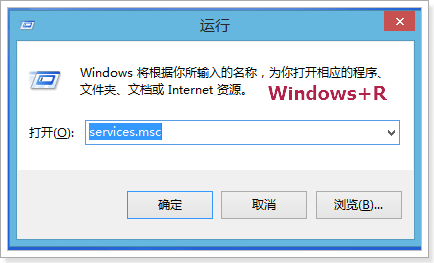 运行
Windows 将根据你所输入的名称，为你打开相应的程序、
文件夹、文档或 Internet 资源。
Windows+R
打开(O):
services.msc
确定
取消
浏览(B)...